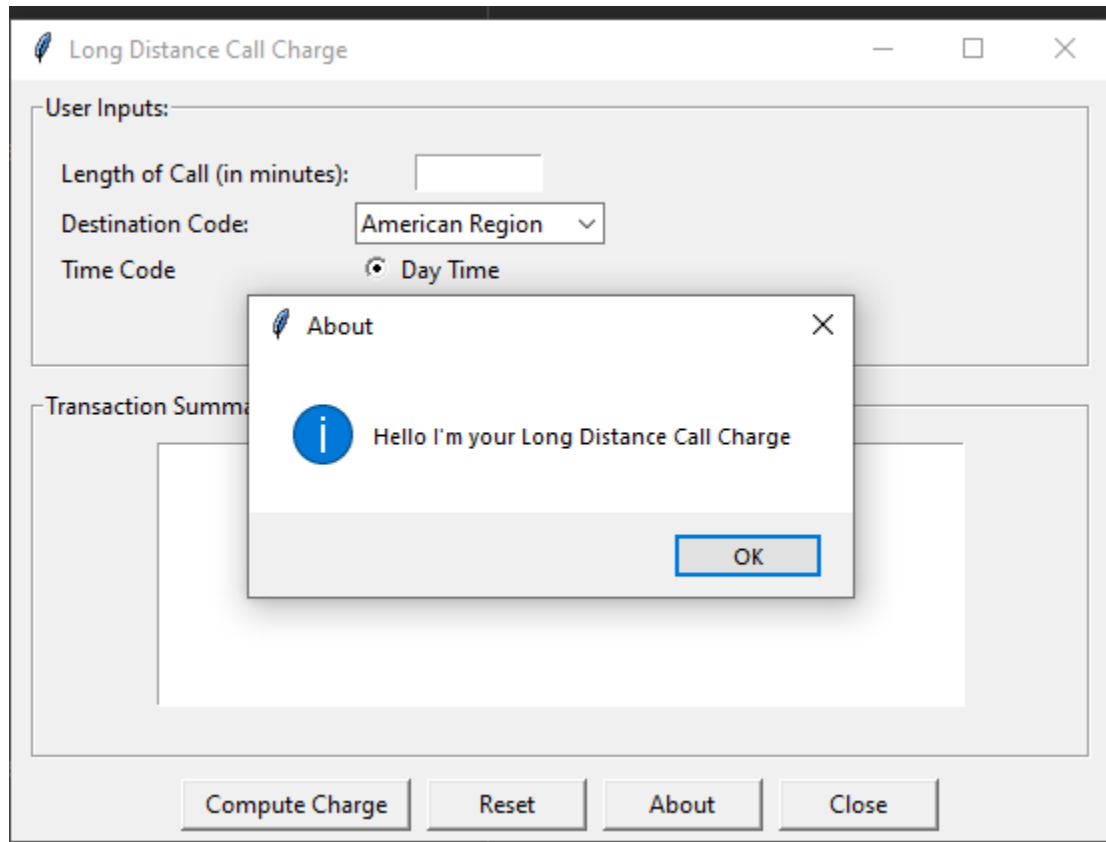 Long Distance Call Charge
User Inputs:
Length of Call (in minutes):
Destination Code: American Region
Time Code Day Time
About
Hello I'm your Long Distance Call Charge
OK
Transaction
Compute Charge Reset About Close